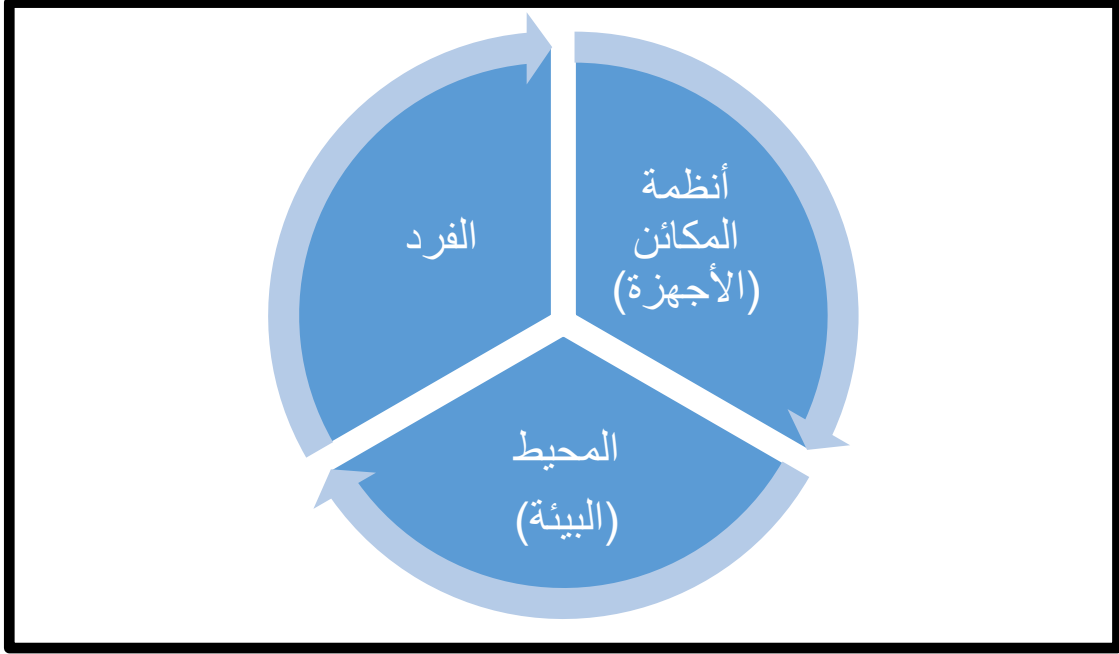 أنظمة
المكائن
(الأجهزة)
الفرد
المحيط
(البيئة)